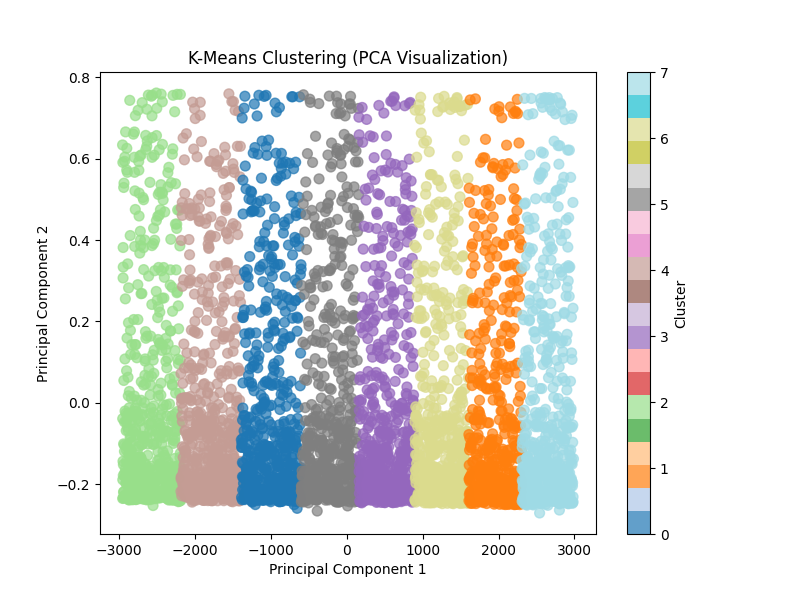 K-Means Clustering (PCA Visualization)
0.8
0.6
0.4
0.2
0.0
−0.2
Principal Component 2
−3000 −2000 −1000 0 1000 2000 3000
Principal Component 1
7
6
5
4
3
2
1
0
Cluster